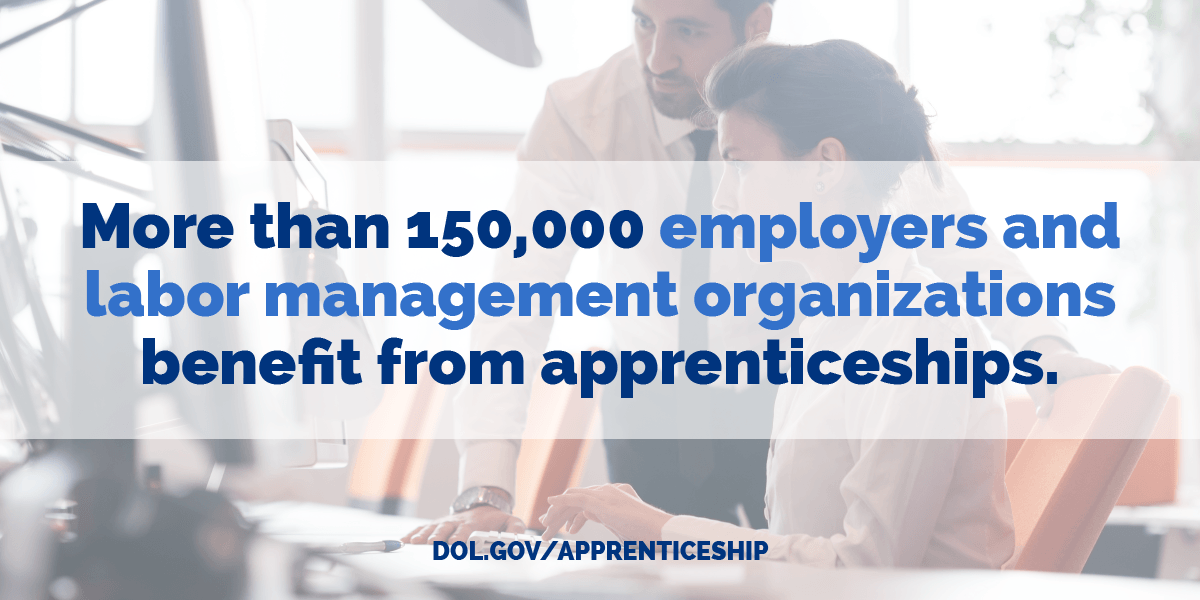 More than 150,000 employers and
labor management organizations
benefit from apprenticeships.
DOL.GOV/APPRENTICESHIP